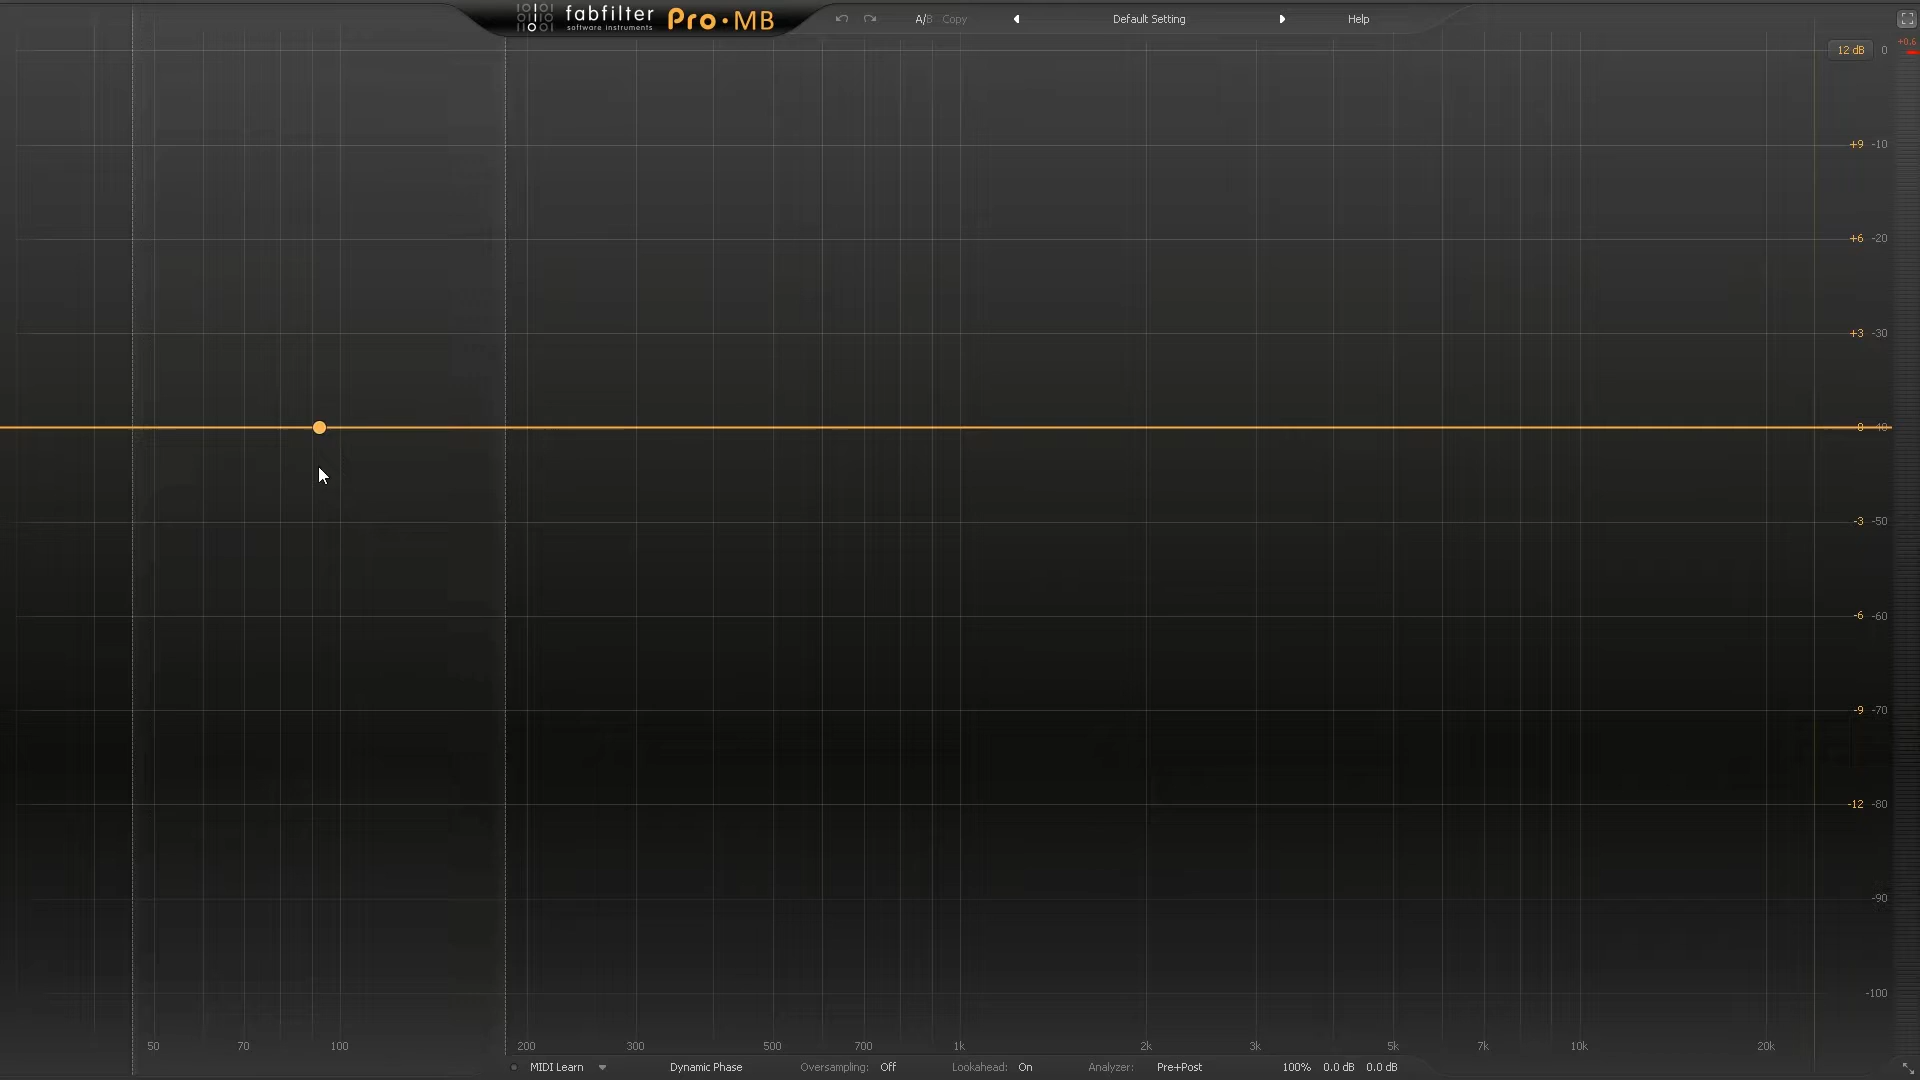 fabfilter Pro·MB
software instruments
A/B Copy Default Setting Help
12 dB 0 +0.6
+9 -10
+6 -20
+3 -30
0 -40
-3 -50
-6 -60
-9 -70
-12 -80
-90
-100
50 70 100 200 300 500 700 1k 2k 3k 5k 7k 10k 20k
MIDI Learn Dynamic Phase Oversampling: Off Lookahead: On Analyzer: Pre+Post 100% 0.0 dB 0.0 dB